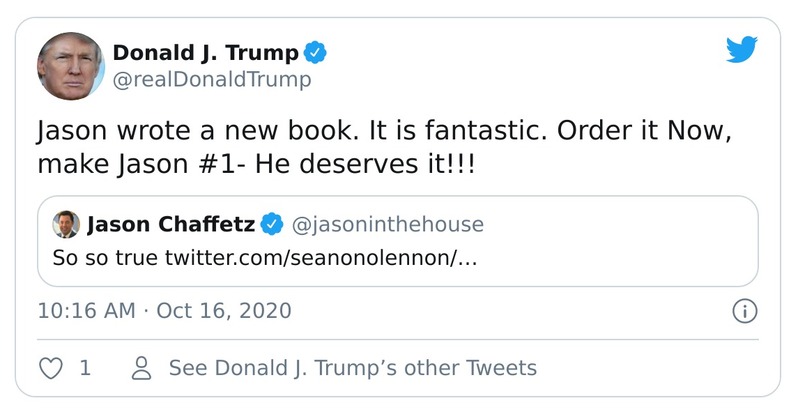 Donald J. Trump
@realDonaldTrump
Jason wrote a new book. It is fantastic. Order it Now,
make Jason #1- He deserves it!!!
Jason Chaffetz @jasoninthehouse
So so true twitter.com/seanonolennon/…
10:16 AM · Oct 16, 2020
1 See Donald J. Trump’s other Tweets